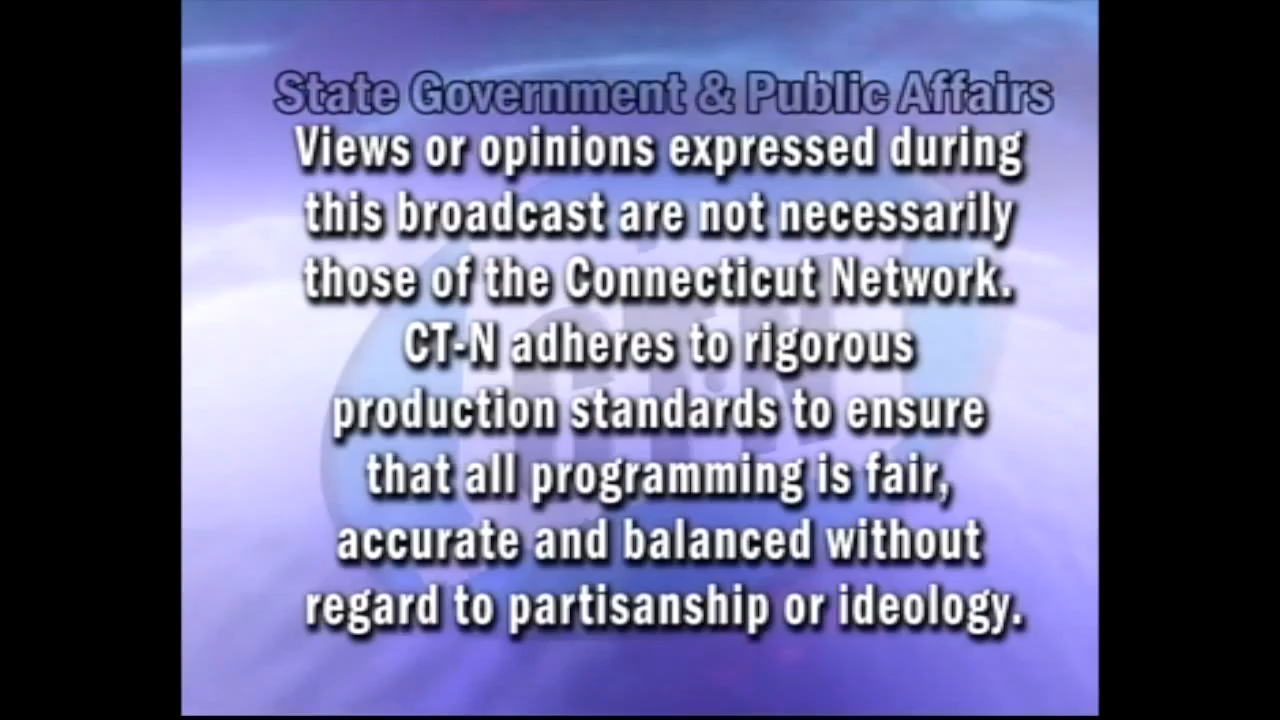 State Government & Public Affairs
Views or opinions expressed during
this broadcast are not necessarily
those of the Connecticut Network.
CT-N adheres to rigorous
production standards to ensure
that all programming is fair,
accurate and balanced without
regard to partisanship or ideology.
CT-N